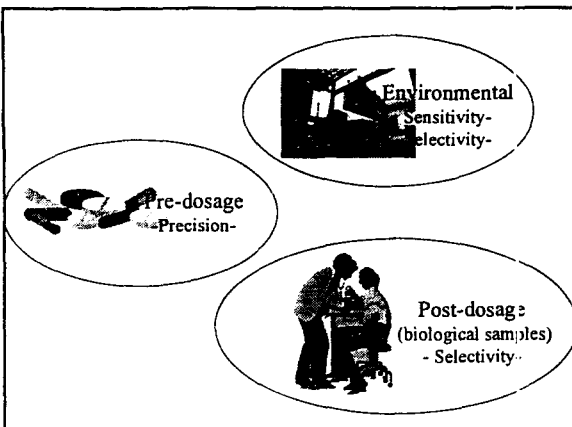 Environmental
Sensitivity-
electivity-
Pre-dosage
-Precision-
Post-dosage
(biological samples)
- Selectivity-